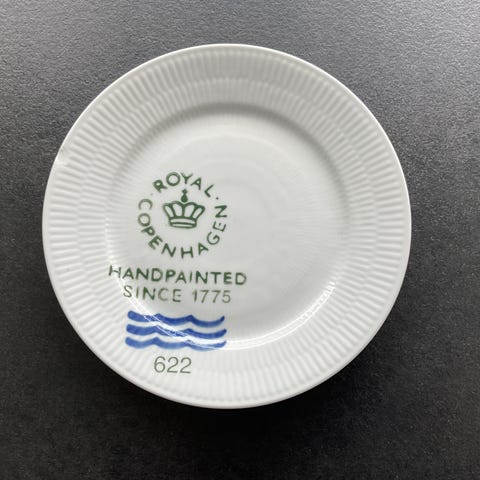 ROYAL
COPENHAGEN
HANDPAINTED
SINCE 1775
622